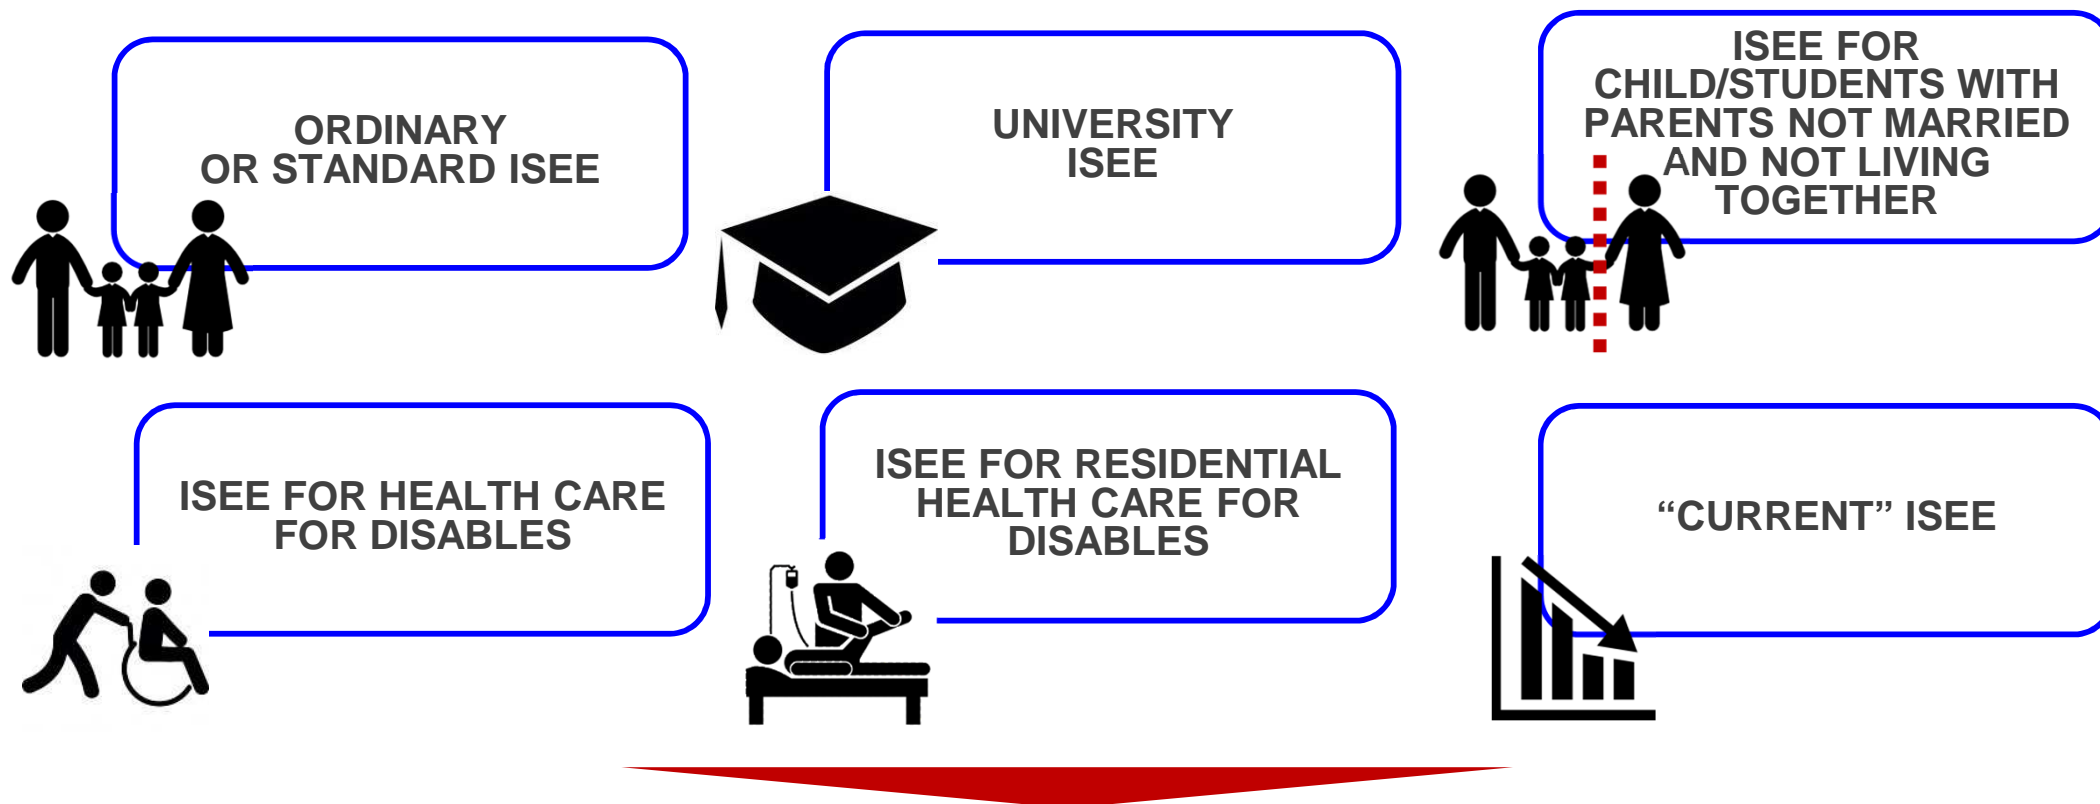 ORDINARY
OR STANDARD ISEE
UNIVERSITY
ISEE
ISEE FOR
CHILD/STUDENTS WITH
PARENTS NOT MARRIED
AND NOT LIVING
TOGETHER
ISEE FOR HEALTH CARE
FOR DISABLES
ISEE FOR RESIDENTIAL
HEALTH CARE FOR
DISABLES
“CURRENT” ISEE